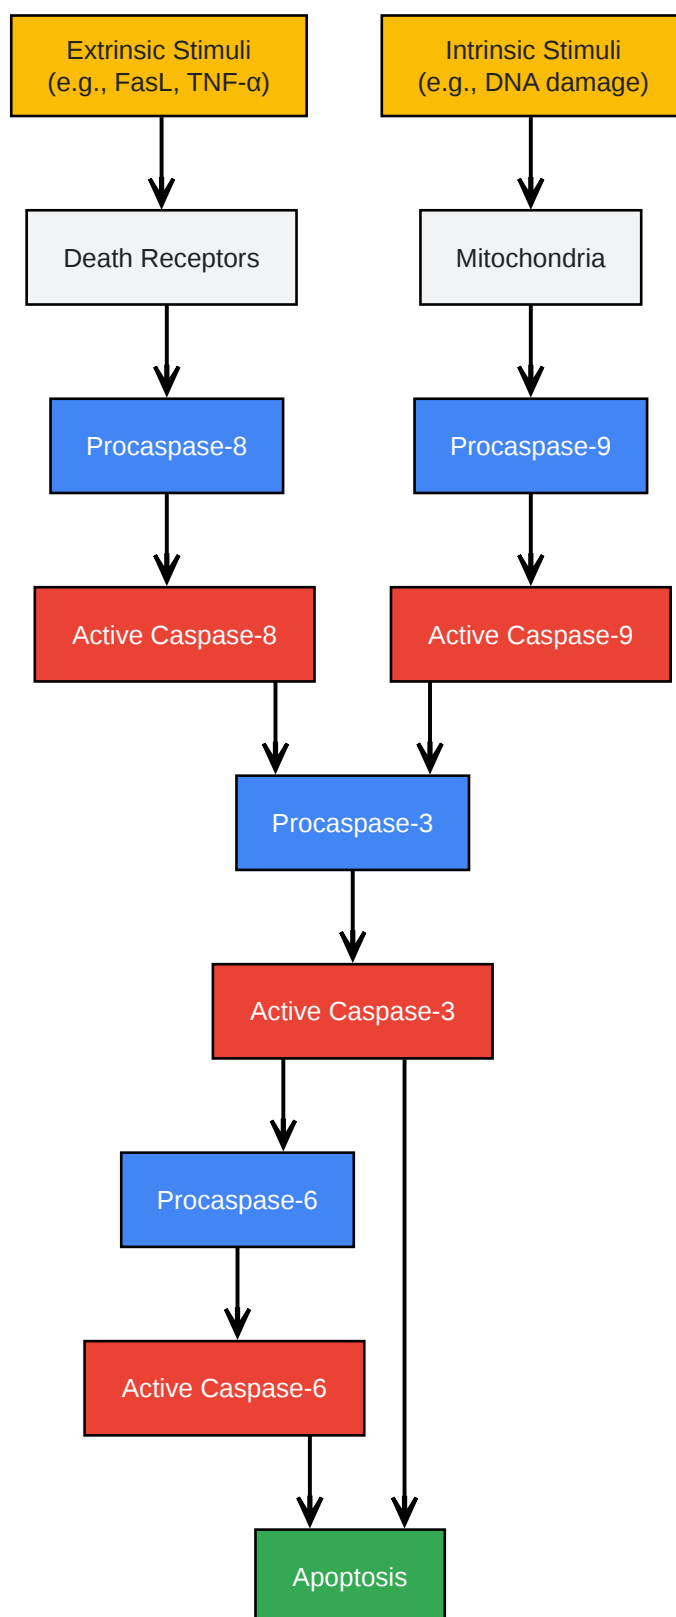 Extrinsic Stimuli
(e.g., FasL, TNF-α)
Intrinsic Stimuli
(e.g., DNA damage)
Death Receptors
Mitochondria
Procaspase-8
Procaspase-9
Active Caspase-8
Active Caspase-9
Procaspase-3
Active Caspase-3
Procaspase-6
Active Caspase-6
Apoptosis